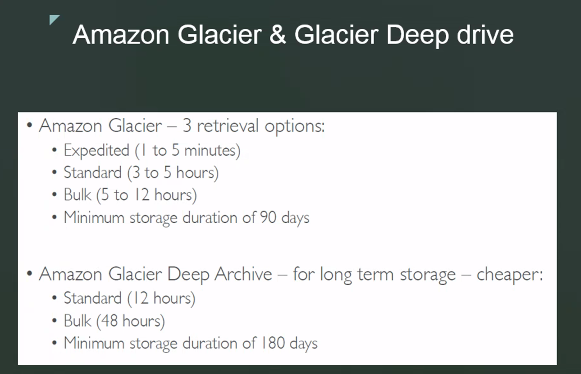 Amazon Glacier & Glacier Deep drive
• Amazon Glacier – 3 retrieval options:
• Expedited (1 to 5 minutes)
• Standard (3 to 5 hours)
• Bulk (5 to 12 hours)
• Minimum storage duration of 90 days
• Amazon Glacier Deep Archive – for long term storage – cheaper:
• Standard (12 hours)
• Bulk (48 hours)
• Minimum storage duration of 180 days